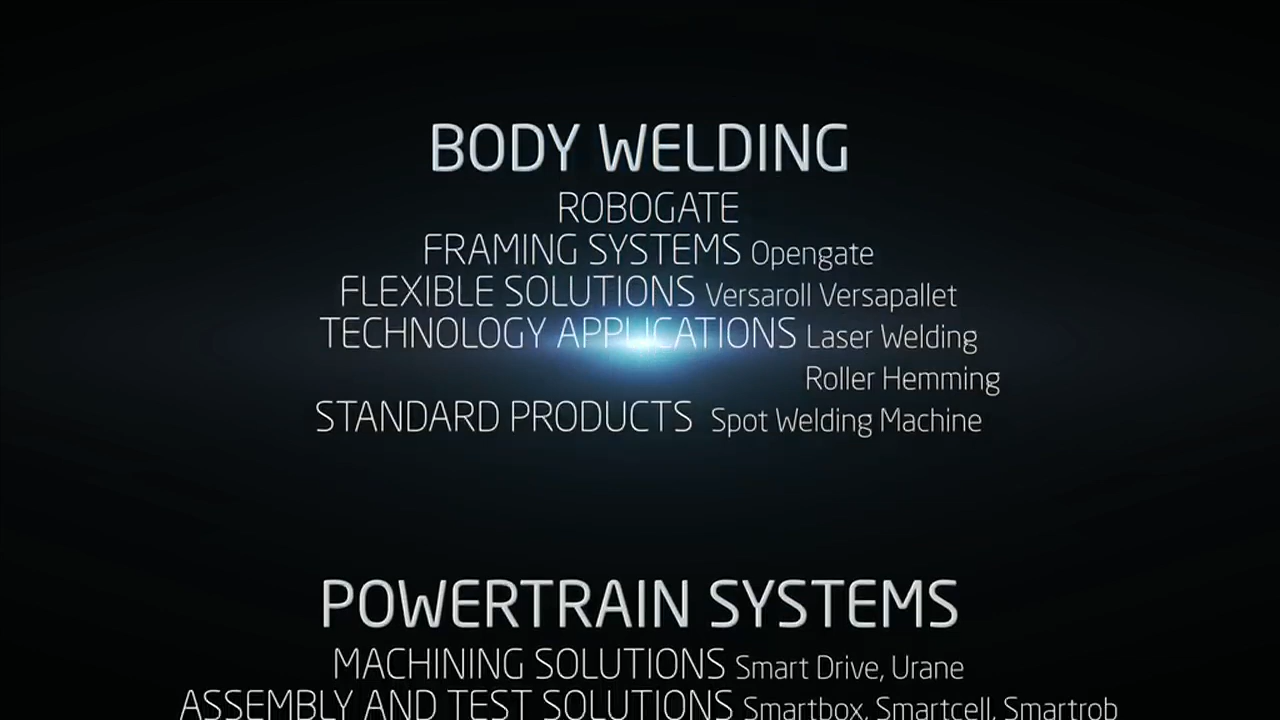 BODY WELDING
ROBOGATE
FRAMING SYSTEMS Opengate
FLEXIBLE SOLUTIONS Versaroll Versapallet
TECHNOLOGY APPLICATIONS Laser Welding
Roller Hemming
STANDARD PRODUCTS Spot Welding Machine
POWERTRAIN SYSTEMS
MACHINING SOLUTIONS Smart Drive, Urane
ASSEMBLY AND TEST SOLUTIONS Smartbox, Smartcell, Smartrob